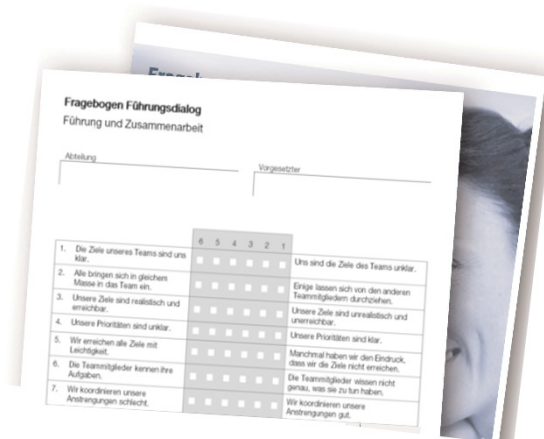 Fragebogen Führungsdialog
Führung und Zusammenarbeit
Abteilung
Vorgesetzter
6 5 4 3 2 1
1. Die Ziele unseres Teams sind uns
klar.
Uns sind die Ziele des Teams unklar.
2. Alle bringen sich in gleichem
Masse in das Team ein.
Einige lassen sich von den anderen
Teammitgliedern durchziehen.
3. Unsere Ziele sind realistisch und
erreichbar.
Unsere Ziele sind unrealistisch und
unerreichbar.
4. Unsere Prioritäten sind unklar.
Unsere Prioritäten sind klar.
5. Wir erreichen alle Ziele mit
Leichtigkeit.
Manchmal haben wir den Eindruck,
dass wir die Ziele nicht erreichen.
6. Die Teammitglieder kennen ihre
Aufgaben.
Die Teammitglieder wissen nicht
genau, was sie zu tun haben.
7. Wir koordinieren unsere
Anstrengungen schlecht.
Wir koordinieren unsere
Anstrengungen gut.